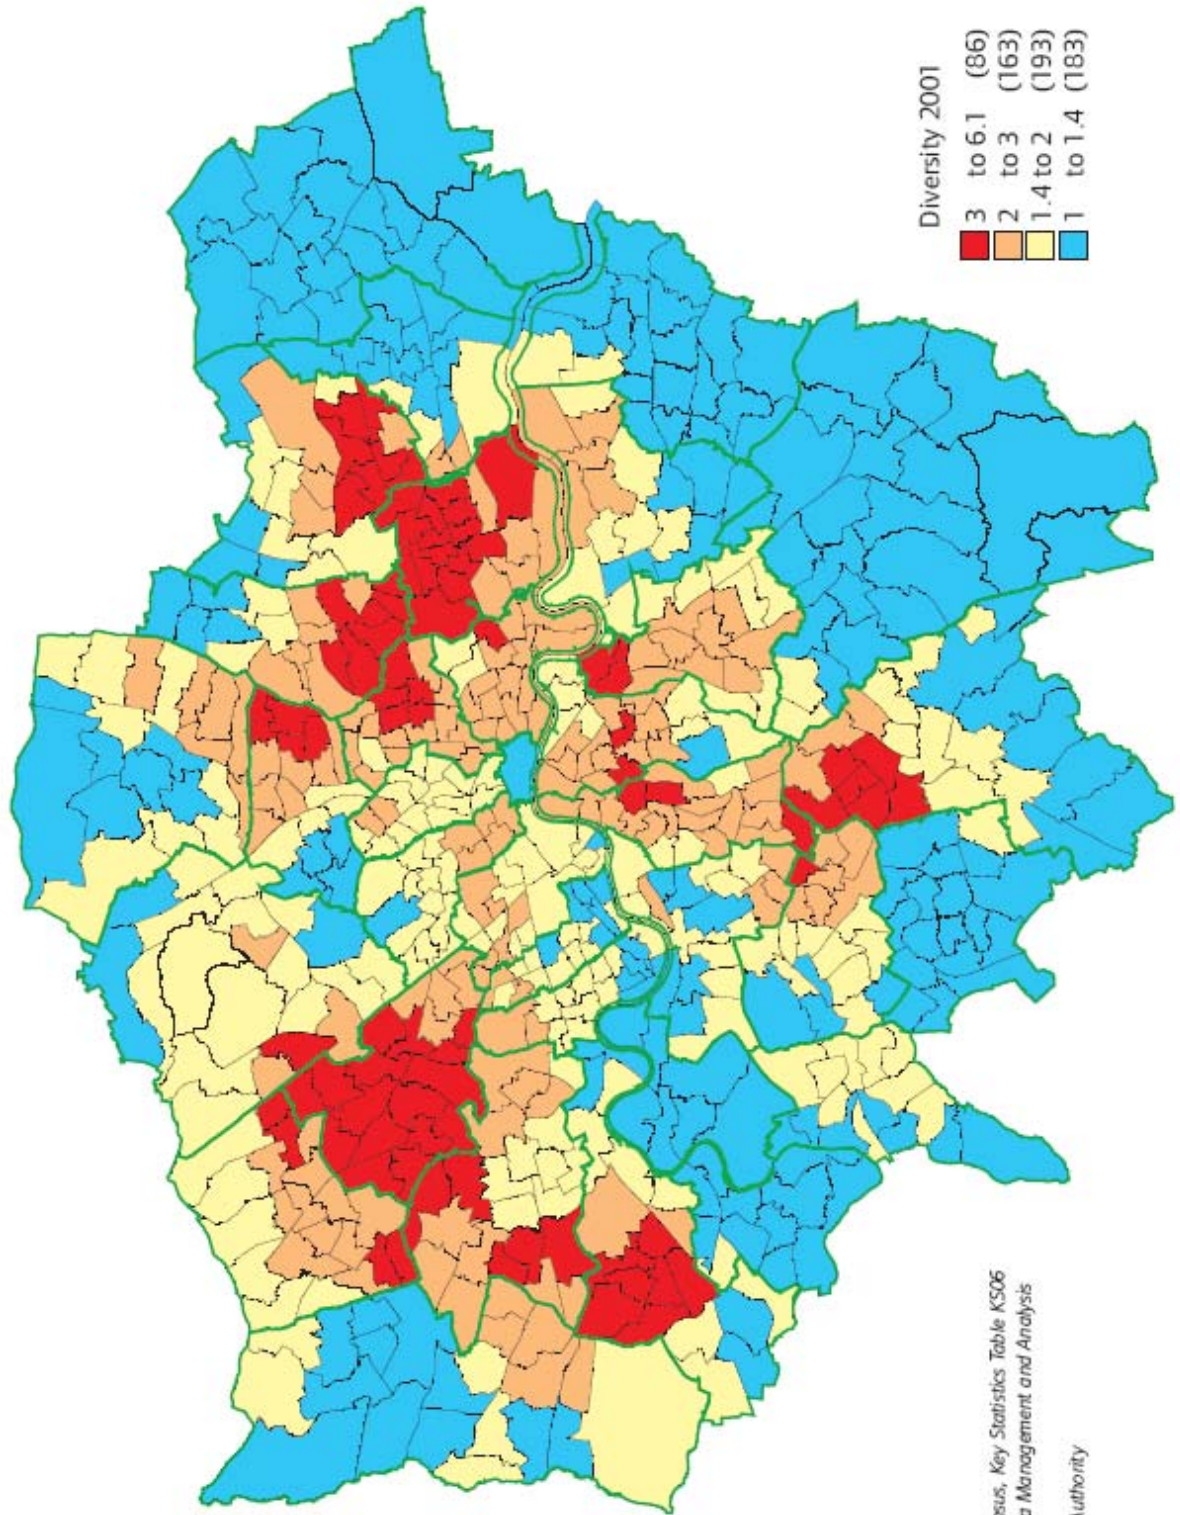 Diversity 2001
3 to 6.1 (86)
2 to 3 (163)
1.4 to 2 (193)
1 to 1.4 (183)
Key Statistics Table KS06
Management and Analysis
Authority